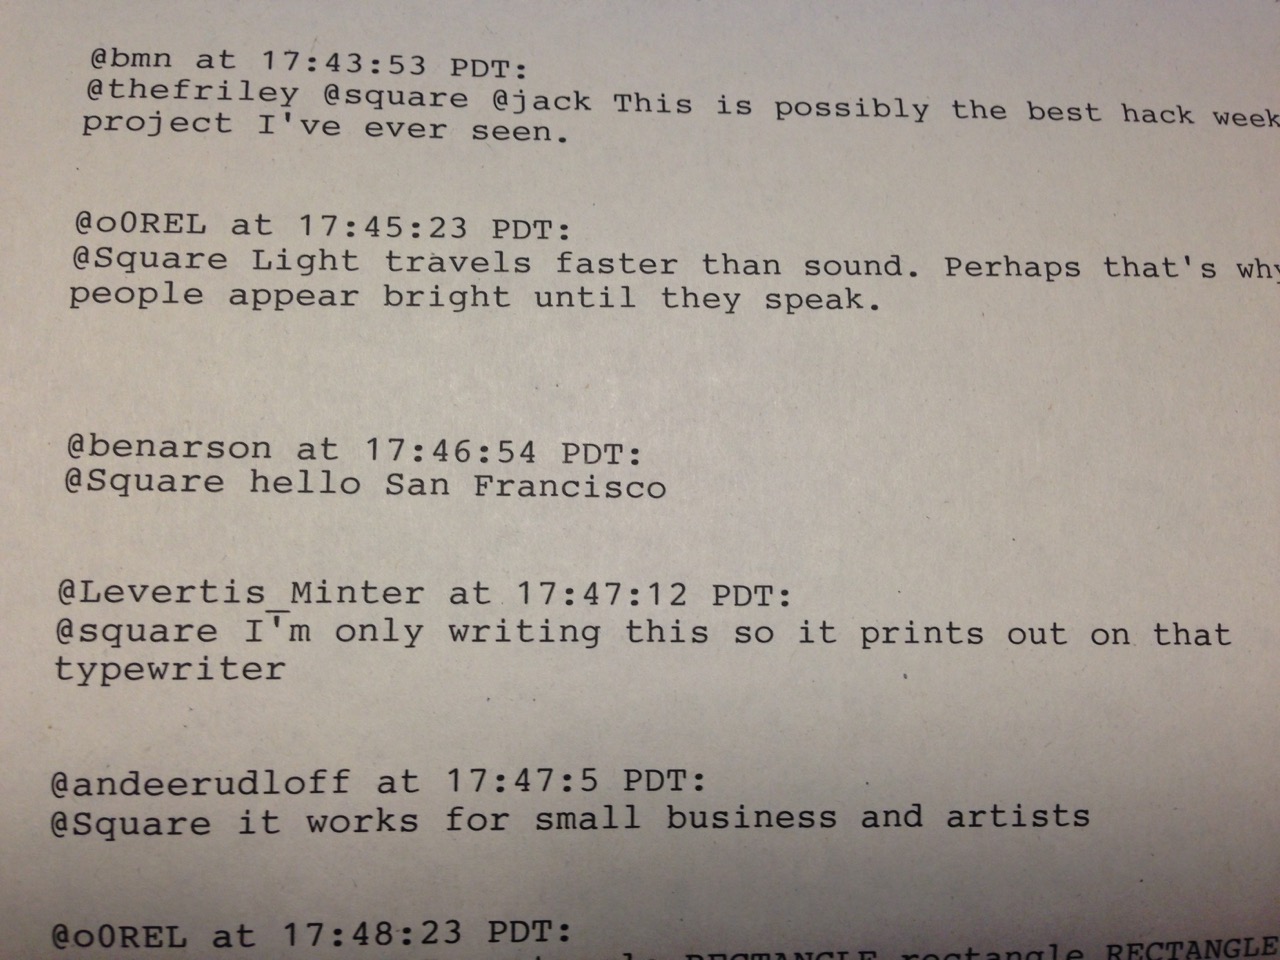 @bmn at 17:43:53 PDT:
@thefriley @square @jack This is possibly the best hack week
project I've ever seen.
@o0REL at 17:45:23 PDT:
@Square Light travels faster than sound. Perhaps that's why
people appear bright until they speak.
@benarson at 17:46:54 PDT:
@Square hello San Francisco
@Levertis_Minter at 17:47:12 PDT:
@square I'm only writing this so it prints out on that
typewriter
@andeerudloff at 17:47:5 PDT:
@Square it works for small business and artists
@o0REL at 17:48:23 PDT:
RECTANGLE rectangle RECTANGLE